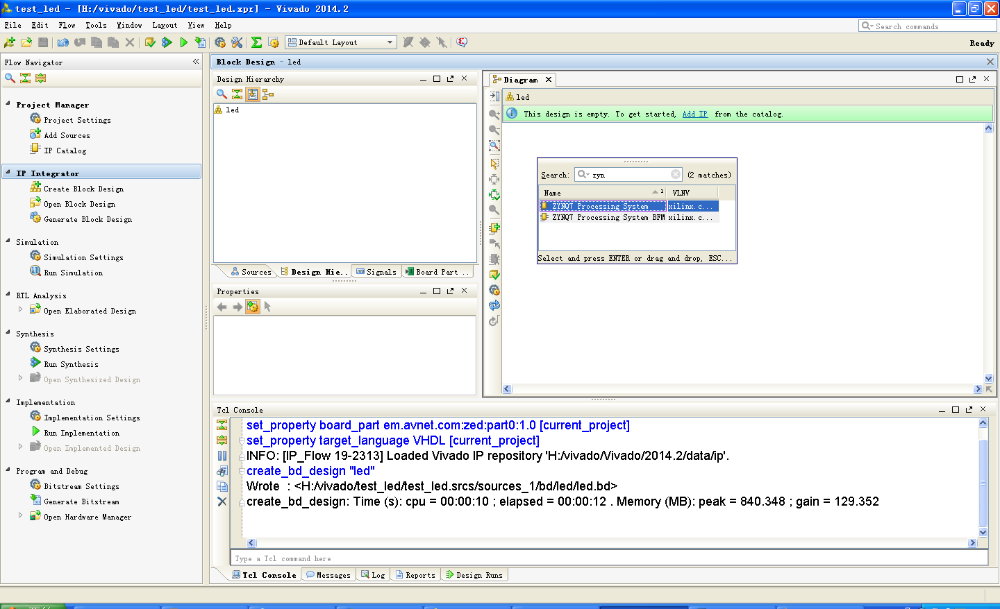 test_led - [H:/vivado/test_led/test_led.xpr] - Vivado 2014.2
File Edit Flow Tools Window Layout View Help
Search commands
Default Layout
Ready
Flow Navigator
Project Manager
Project Settings
Add Sources
IP Catalog
IP Integrator
Create Block Design
Open Block Design
Generate Block Design
Simulation
Simulation Settings
Run Simulation
RTL Analysis
Open Elaborated Design
Synthesis
Synthesis Settings
Run Synthesis
Open Synthesized Design
Implementation
Implementation Settings
Run Implementation
Open Implemented Design
Program and Debug
Bitstream Settings
Generate Bitstream
Open Hardware Manager
Block Design - led
Design Hierarchy
led
Sources
Design Hie..
Signals
Board Part ..
Properties
Diagram
led
This design is empty. To get started, Add IP from the catalog.
Search: zyn (2 matches)
Name 1 VLNV
ZYNQ7 Processing System xilinx.c...
ZYNQ7 Processing System BFM xilinx.c...
Select and press ENTER or drag and drop, ESC...
Tcl Console
set_property board_part em.avnet.com:zed:part0:1.0 [current_project]
set_property target_language VHDL [current_project]
INFO: [IP_Flow 19-2313] Loaded Vivado IP repository 'H:/vivado/Vivado/2014.2/data/ip'.
create_bd_design "led"
Wrote : <H:/vivado/test_led/test_led.srcs/sources_1/bd/led/led.bd>
create_bd_design: Time (s): cpu = 00:00:10 ; elapsed = 00:00:12 . Memory (MB): peak = 840.348 ; gain = 129.352
Type a Tcl command here
Tcl Console
Messages
Log
Reports
Design Runs